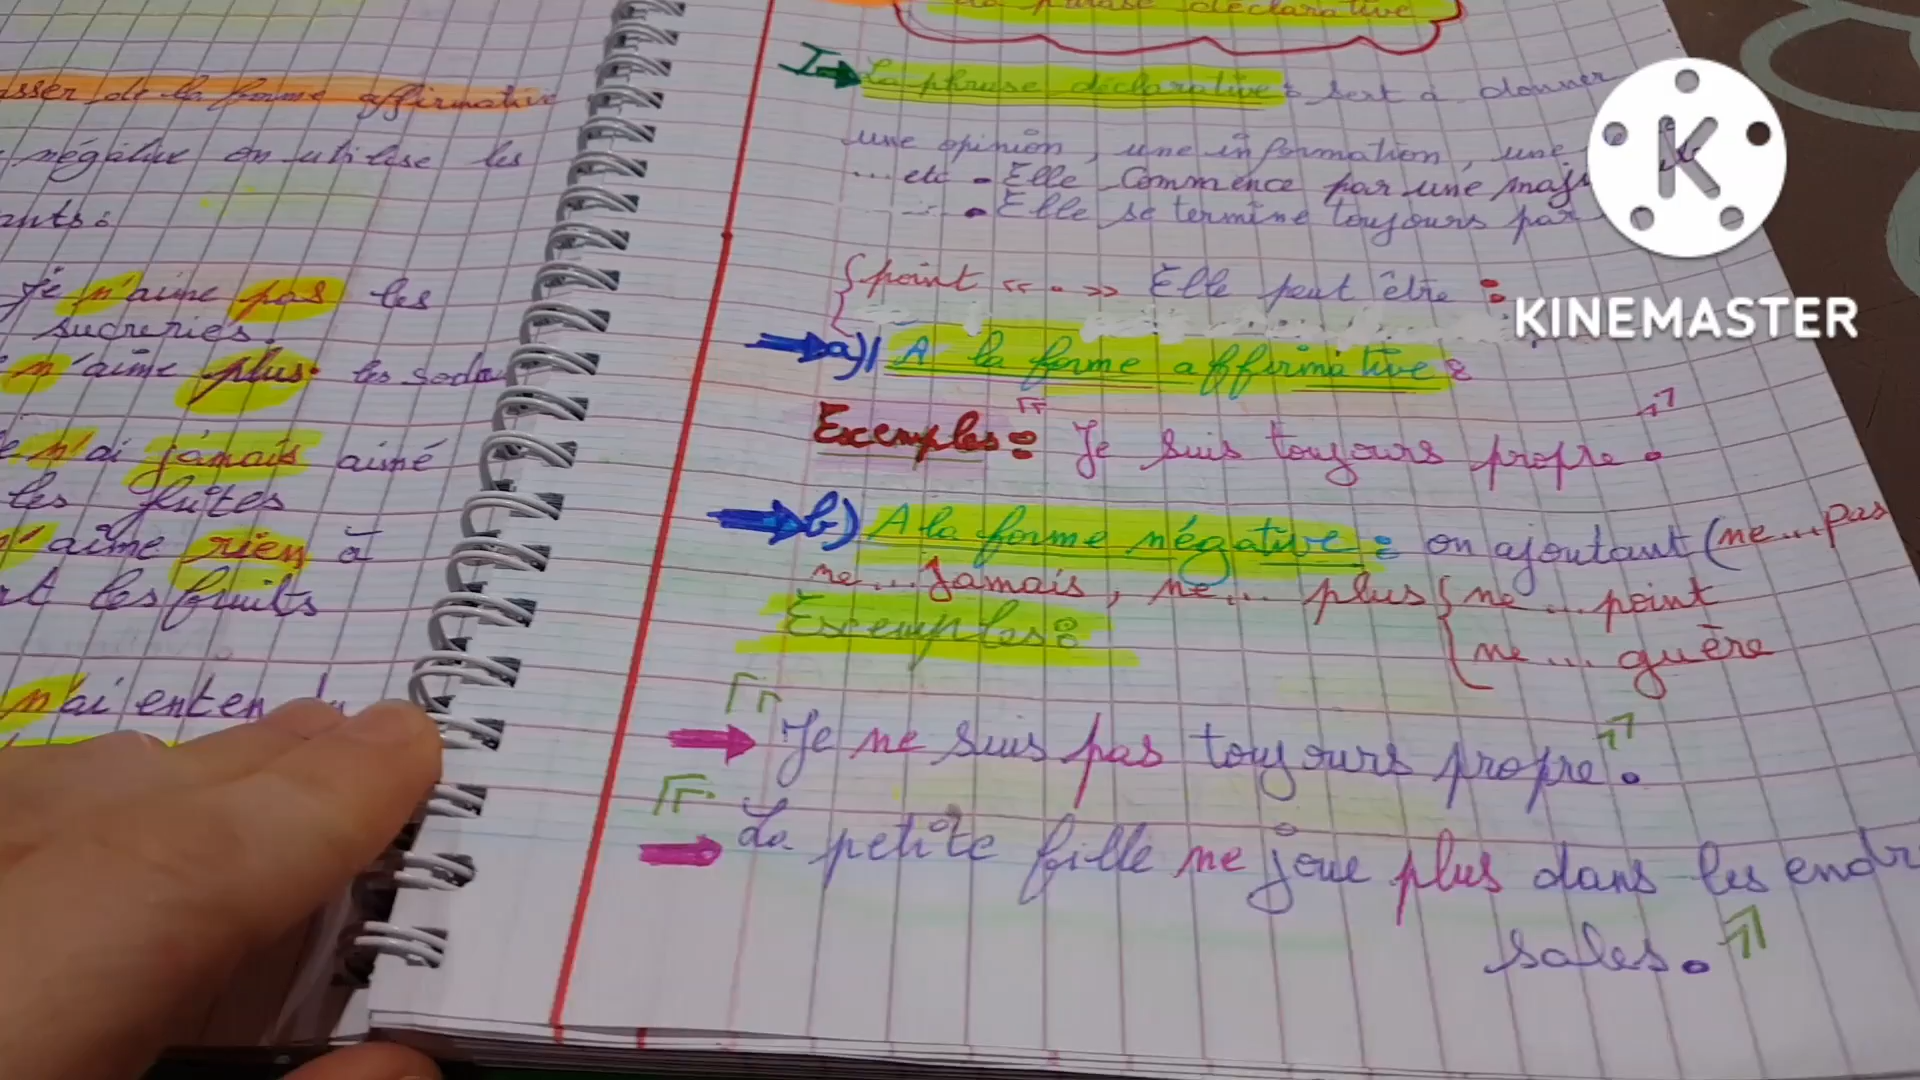 de la forme affirmative
négative on utilise les
je n'aime pas les
sucreries.
n'aime plus les soda
n'ai jamais aimé
les fruites
n'aime rien à
les fruits
n'ai enten
la phrase déclarative
I La phrase déclarative : sert à donner
une opinion, une information, une
... etc - Elle Commence par une maj
- Elle se termine toujours par
point « . » Elle peut être :
a) A la forme affirmative :
Exemples : Je suis toujours propre.
b) A la forme négative : on ajoutant (ne...pas
ne...jamais, ne... plus ne ... point
ne ... guère
Exemples :
Je ne suis pas toujours propre.
La petite fille ne joue plus dans les endr
sales.
K
KINEMASTER